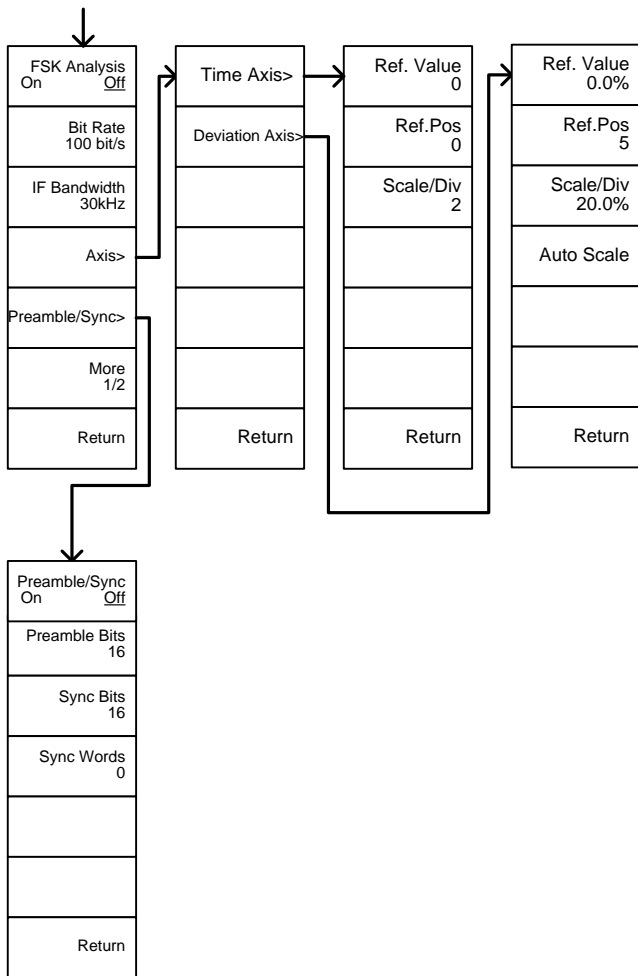 FSK Analysis
On Off
Bit Rate
100 bit/s
IF Bandwidth
30kHz
Axis>
Preamble/Sync>
More
1/2
Return
Time Axis>
Deviation Axis>
Return
Ref. Value
0
Ref.Pos
0
Scale/Div
2
Return
Ref. Value
0.0%
Ref.Pos
5
Scale/Div
20.0%
Auto Scale
Return
Preamble/Sync
On Off
Preamble Bits
16
Sync Bits
16
Sync Words
0
Return